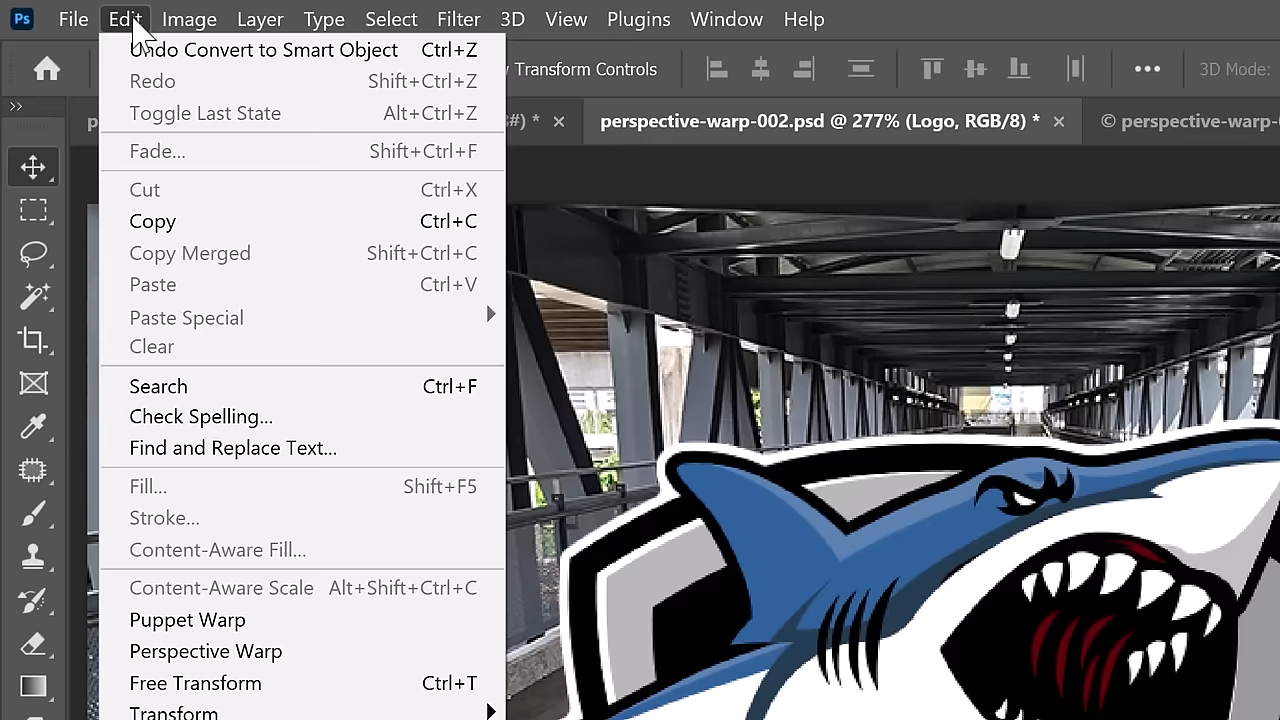 Ps File Edit Image Layer Type Select Filter 3D View Plugins Window Help
Transform Controls 3D Mode:
#) * × perspective-warp-002.psd @ 277% (Logo, RGB/8) * × © perspective-warp-0
Undo Convert to Smart Object Ctrl+Z
Redo Shift+Ctrl+Z
Toggle Last State Alt+Ctrl+Z
Fade... Shift+Ctrl+F
Cut Ctrl+X
Copy Ctrl+C
Copy Merged Shift+Ctrl+C
Paste Ctrl+V
Paste Special
Clear
Search Ctrl+F
Check Spelling...
Find and Replace Text...
Fill... Shift+F5
Stroke...
Content-Aware Fill...
Content-Aware Scale Alt+Shift+Ctrl+C
Puppet Warp
Perspective Warp
Free Transform Ctrl+T
Transform